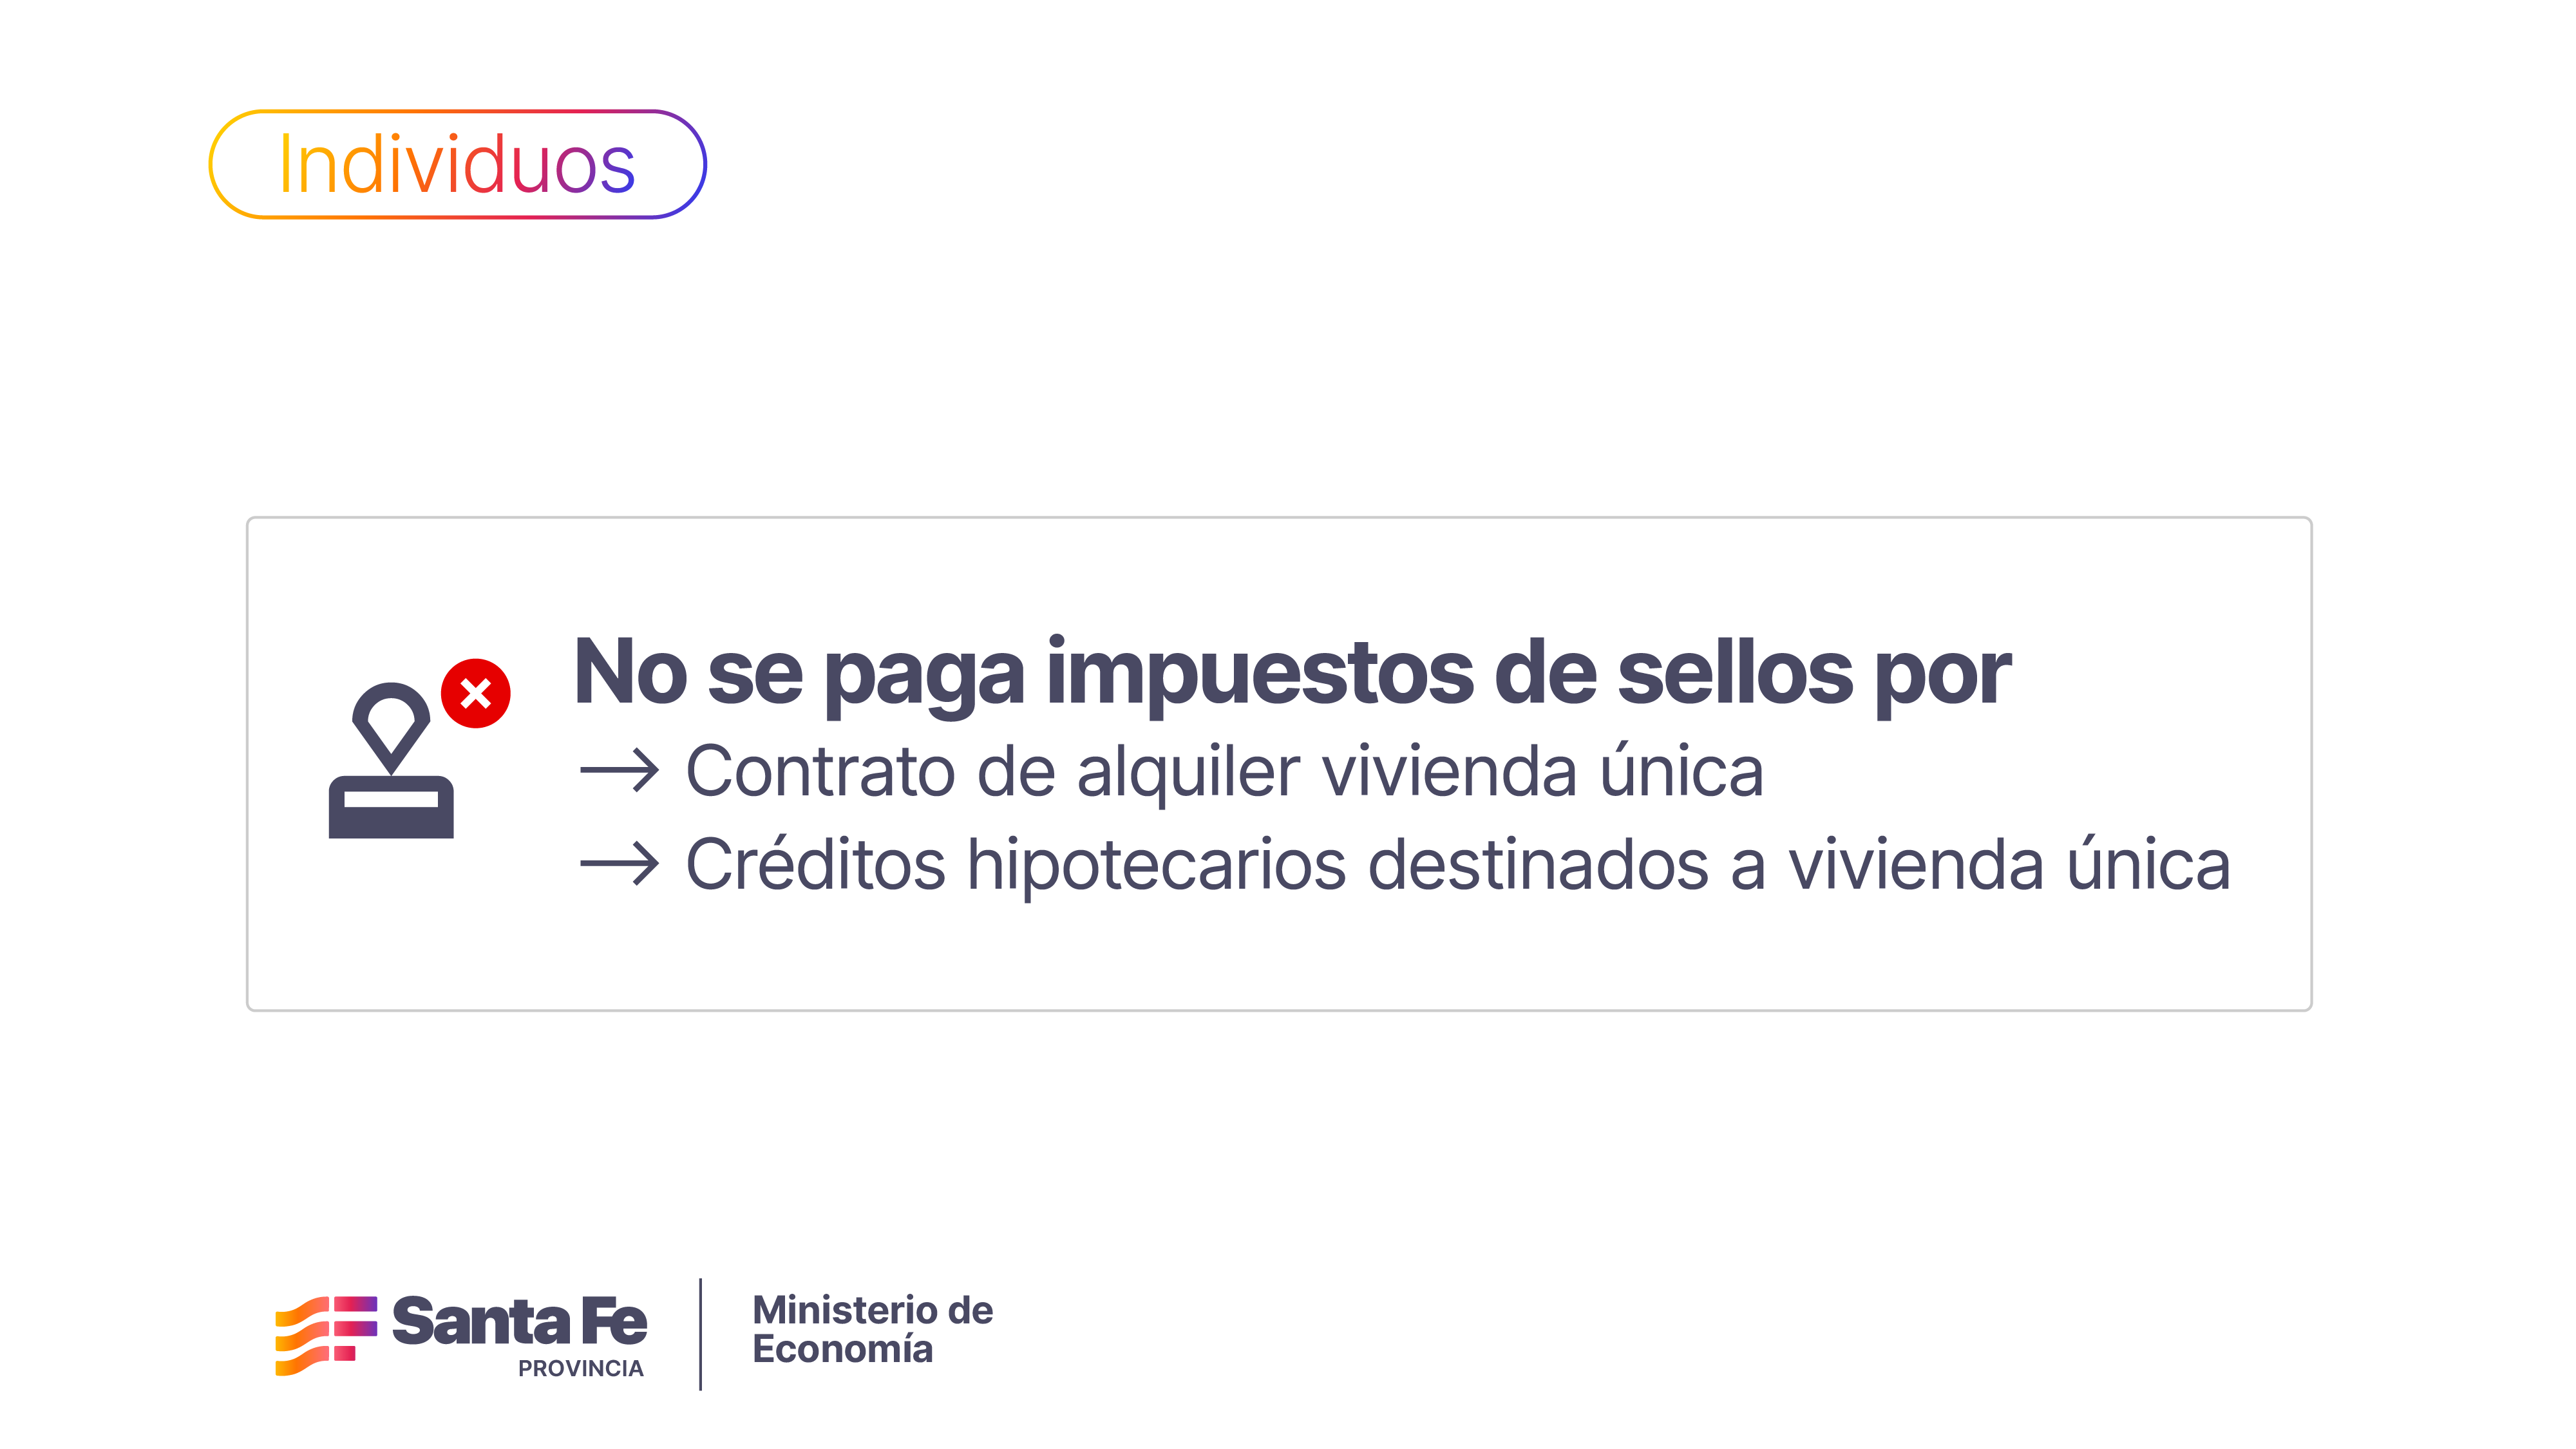 Individuos
No se paga impuestos de sellos por
→ Contrato de alquiler vivienda única
→ Créditos hipotecarios destinados a vivienda única
Santa Fe
PROVINCIA
Ministerio de
Economía